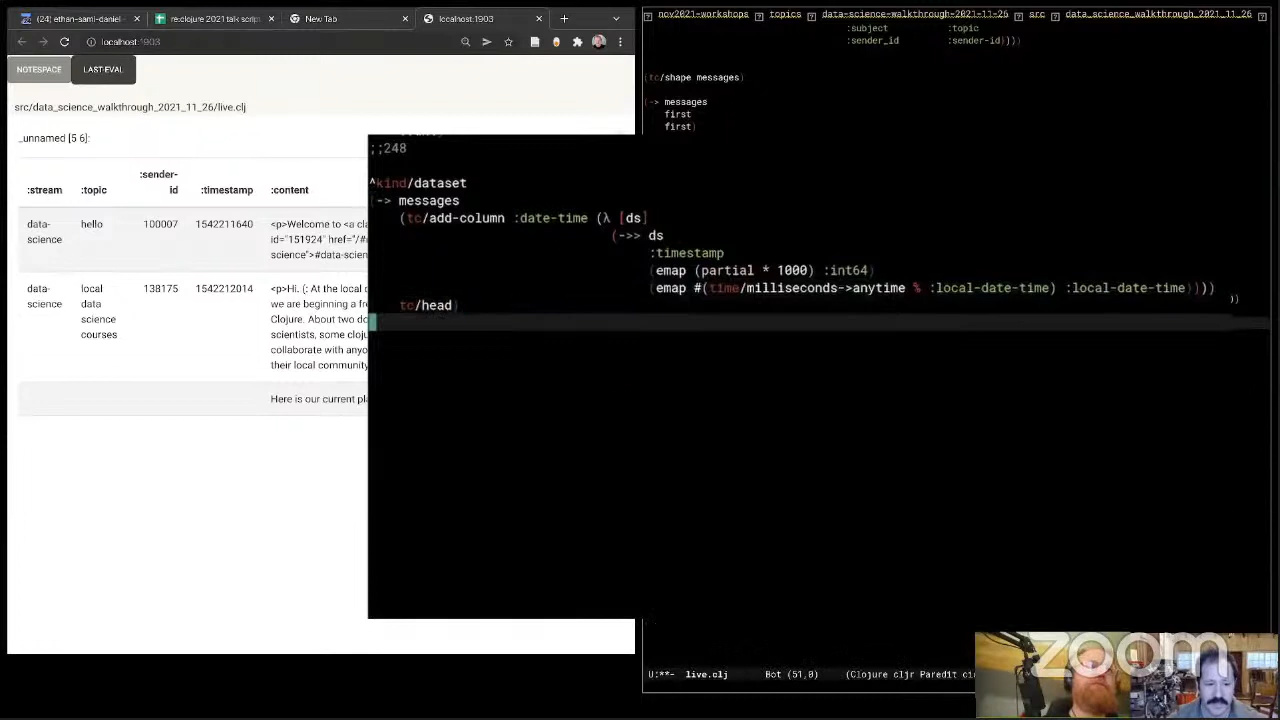 (24) ethan-sami-daniel
re:clojure 2021 talk script
New Tab
localhost:1903
localhost:1903
NOTESPACE
LAST-EVAL
src/data_science_walkthrough_2021_11_26/live.clj
_unnamed [5 6]:
:stream :topic :sender-id :timestamp :content
data-science hello 100007 1542211640 <p>Welcome to <a cla
id="151924" href="/#
science">#data-scien
data-science local data science courses 138175 1542212014 <p>Hi. (: At the local
we are beginning a fre
Clojure. About two do
scientists, some cloju
collaborate with anyo
their local community
Here is our current pla
nov2021-workshops topics data-science-walkthrough-2021-11-26 src data_science_walkthrough_2021_11_26
:subject :topic
:sender_id :sender-id))))
(tc/shape messages)
(-> messages
first
first)
;;248
^kind/dataset
(-> messages
(tc/add-column :date-time (λ [ds]
(->> ds
:timestamp
(emap (partial * 1000) :int64)
(emap #(time/milliseconds->anytime % :local-date-time) :local-date-time))))
))
tc/head)
U:**- live.clj Bot (51,0) (Clojure cljr Paredit
zoom